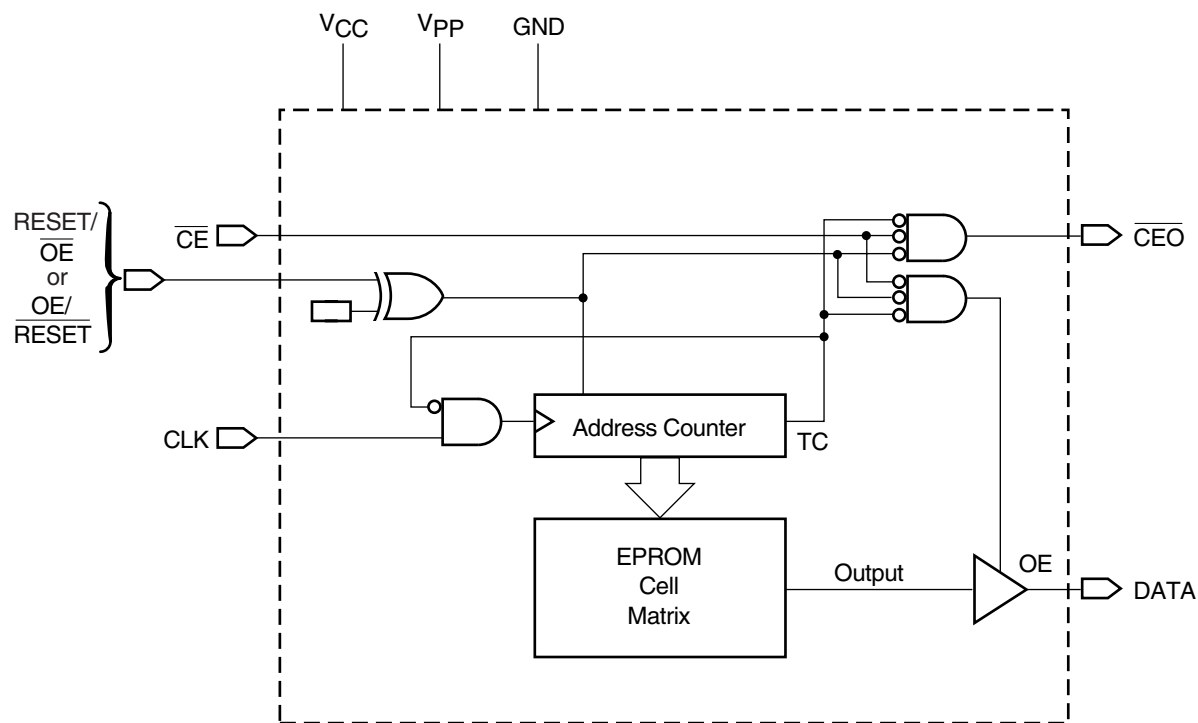 VCC VPP GND
RESET/
OE
or
OE/
RESET
CE
CEO
CLK
Address Counter
TC
EPROM
Cell
Matrix
Output
OE
DATA